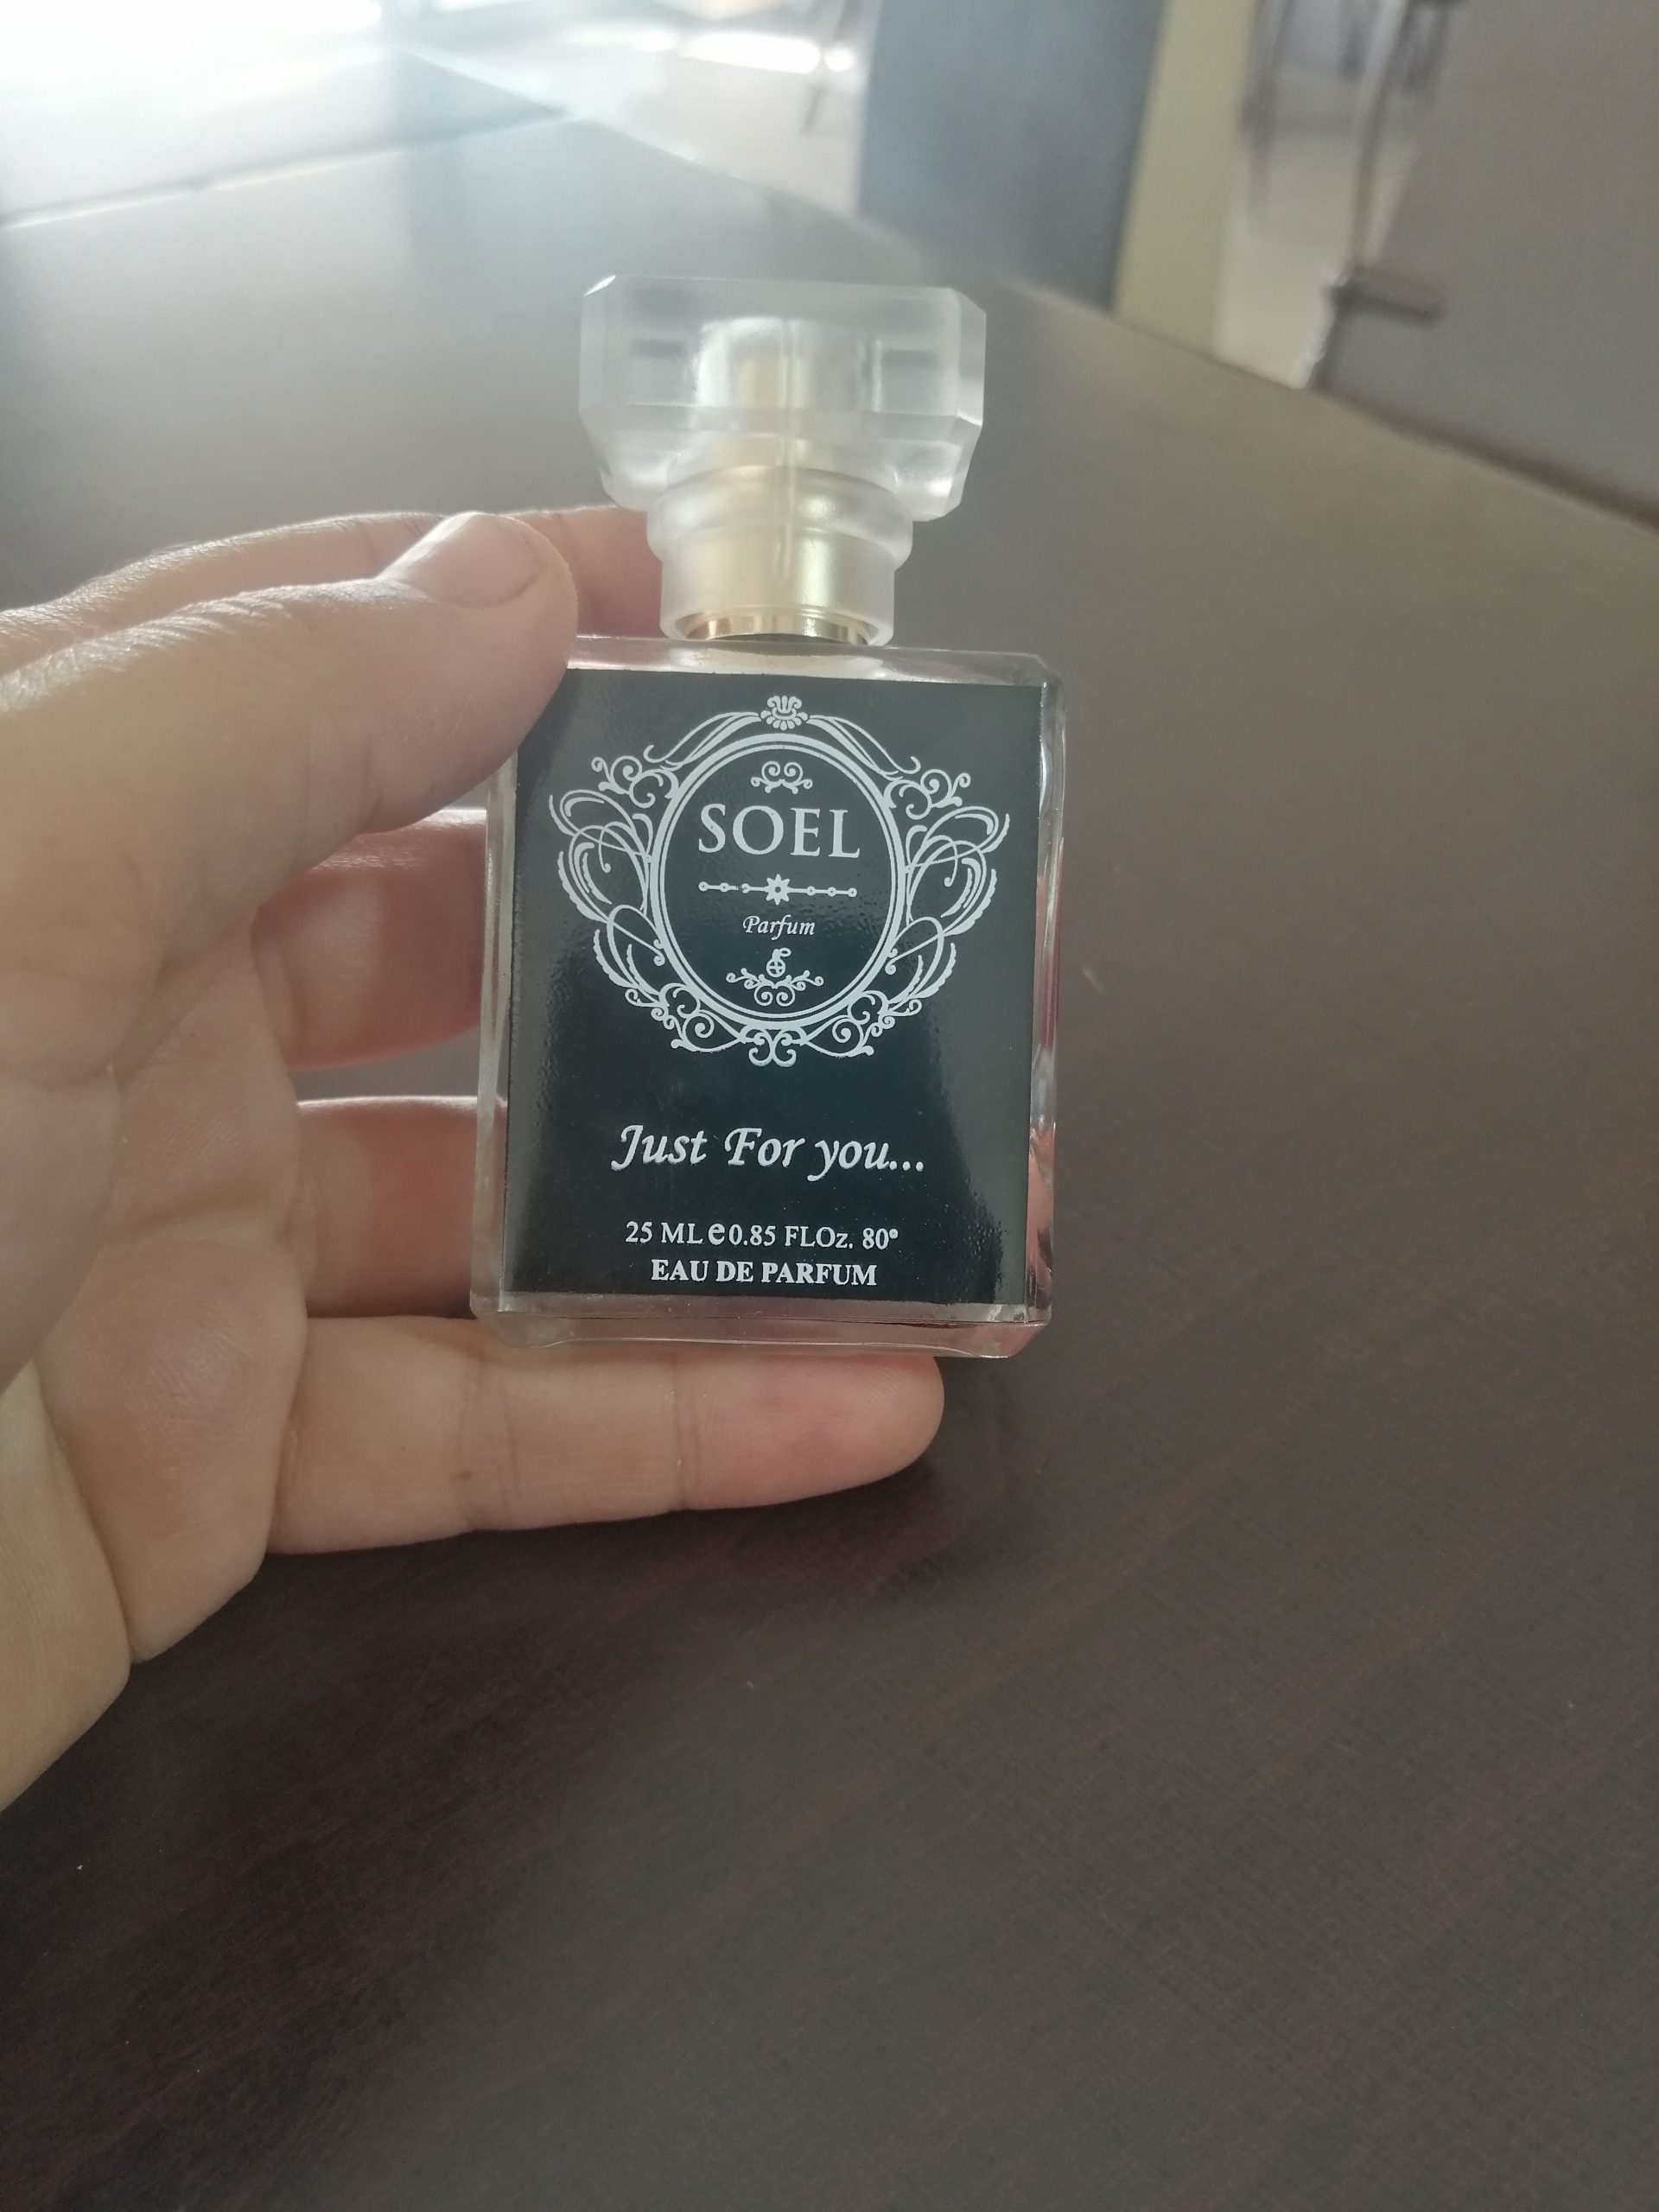 SOEL
Parfum
Just For you...
25 ML e 0.85 FLOz. 80°
EAU DE PARFUM